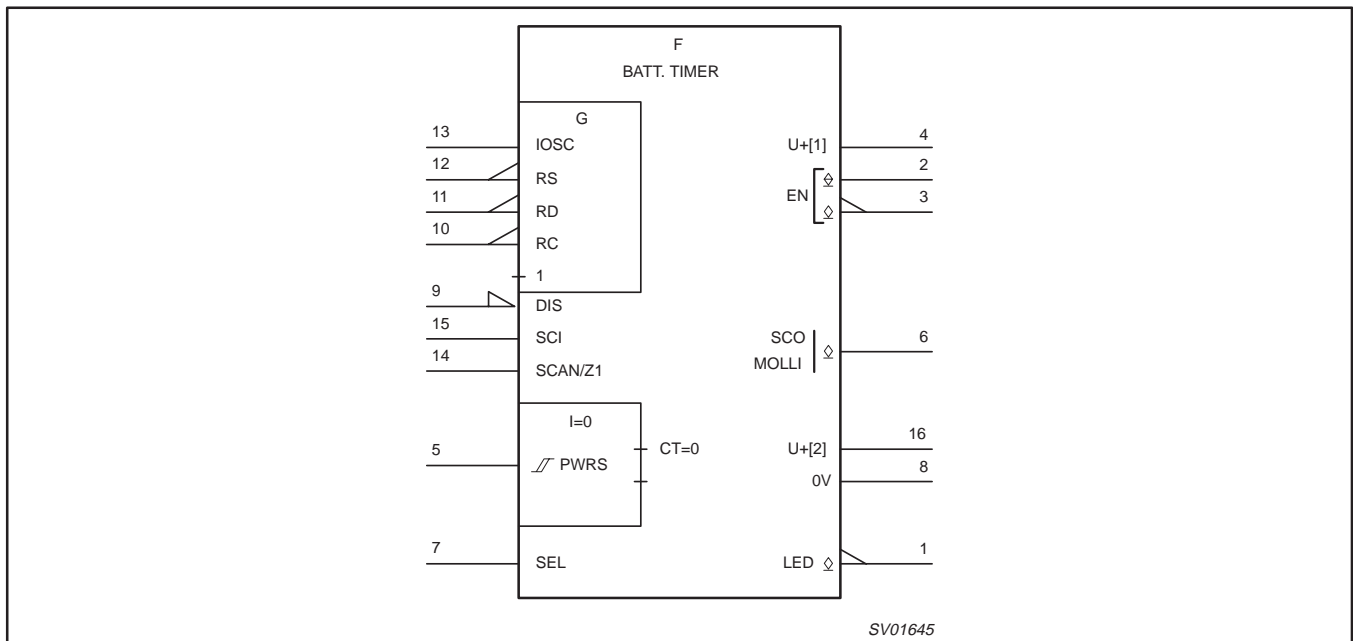 F
BATT. TIMER
G
13 IOSC U+[1] 4
12 RS 2
EN
11 RD 3
10 RC
1
9 DIS
15 SCI SCO 6
14 SCAN/Z1 MOLLI
I=0
5 PWRS CT=0 U+[2] 16
0V 8
7 SEL LED 1
SV01645